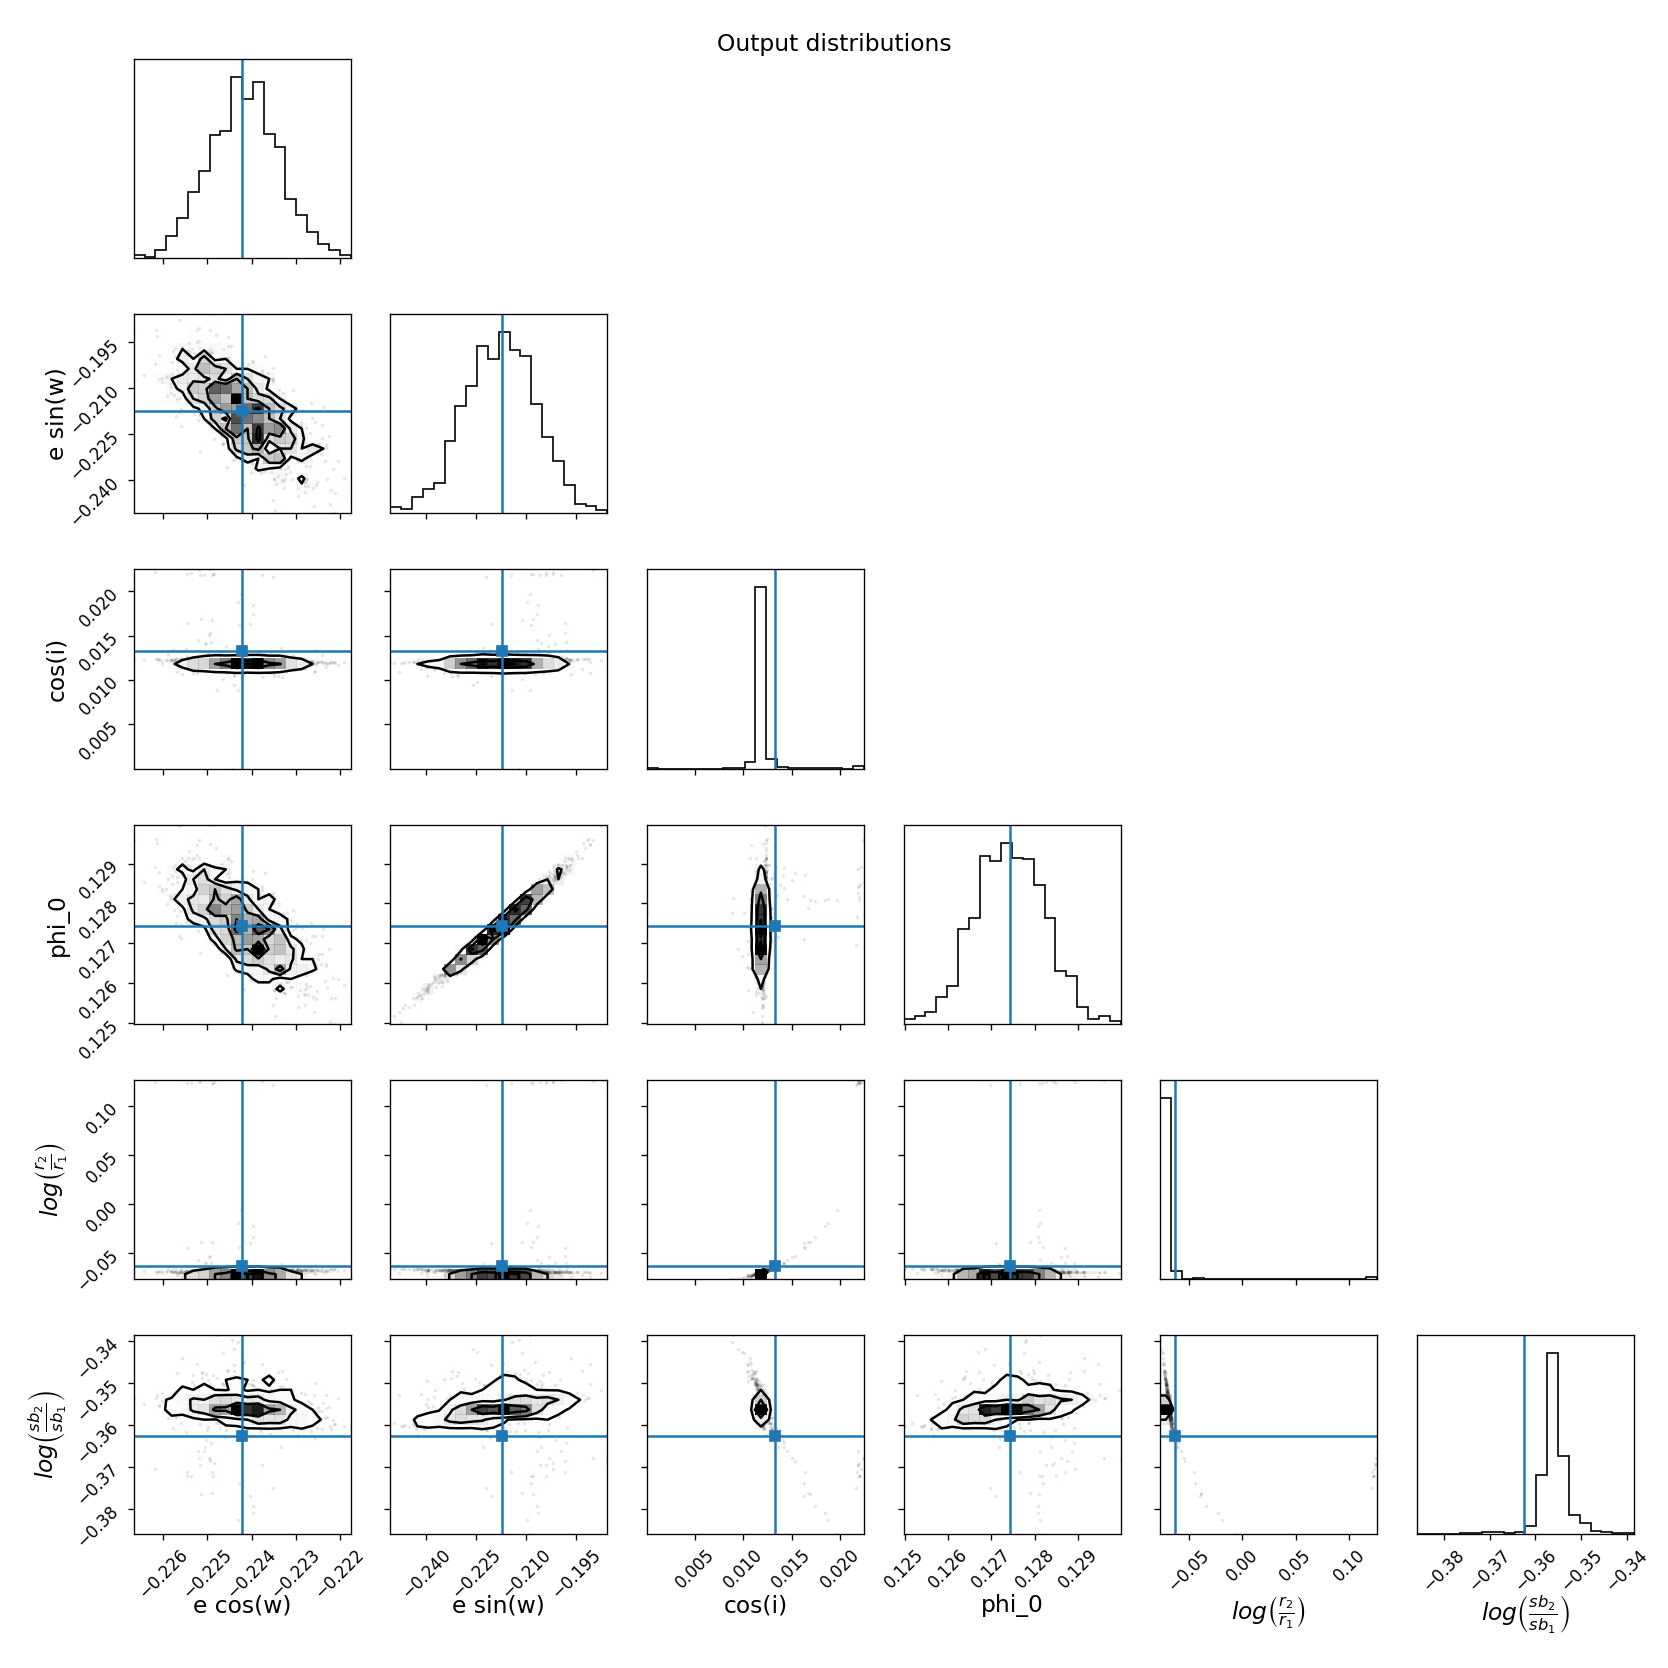 Output distributions
e sin(w)
−0.195
−0.210
−0.225
−0.240
cos(i)
0.020
0.015
0.010
0.005
phi_0
0.129
0.128
0.127
0.126
0.125
log(r₂/r₁)
0.10
0.05
0.00
−0.05
log(sb₂/sb₁)
−0.34
−0.35
−0.36
−0.37
−0.38
−0.226 −0.225 −0.224 −0.223 −0.222 −0.240 −0.225 −0.210 −0.195 0.005 0.010 0.015 0.020 0.125 0.126 0.127 0.128 0.129 −0.05 0.00 0.05 0.10 −0.38 −0.37 −0.36 −0.35 −0.34
e cos(w) e sin(w) cos(i) phi_0 log(r₂/r₁) log(sb₂/sb₁)